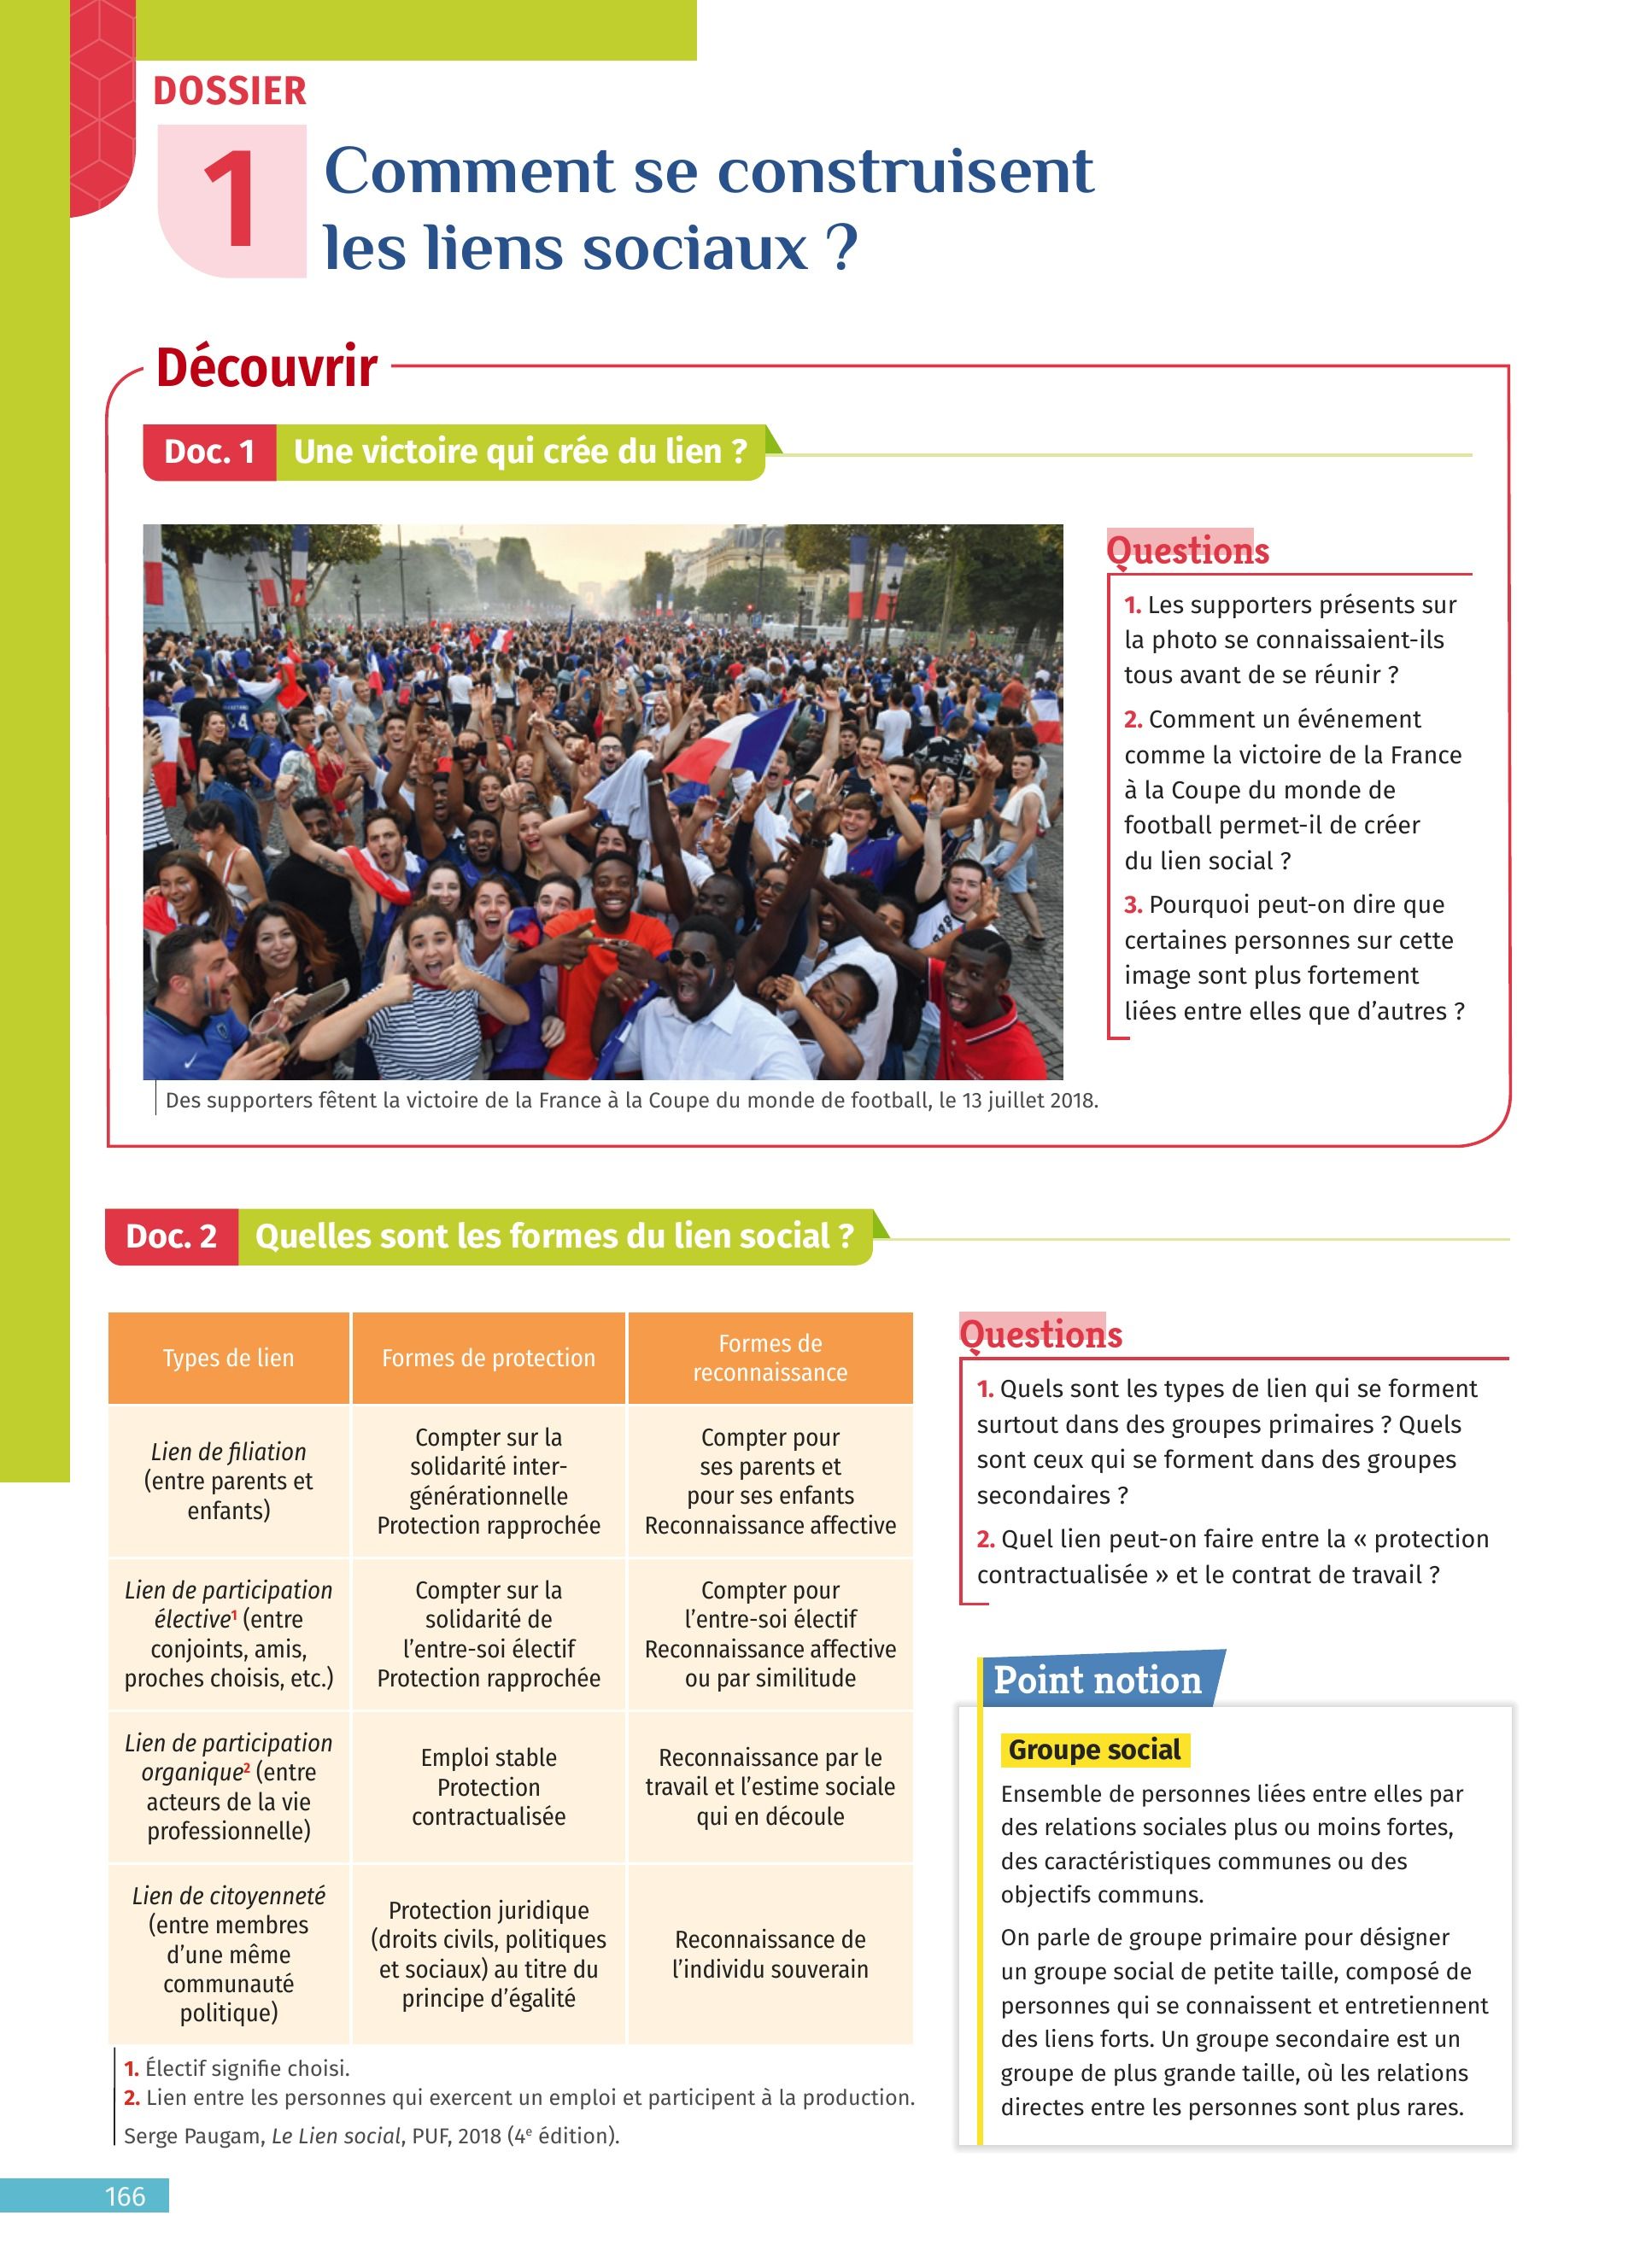 DOSSIER
1
Comment se construisent
les liens sociaux ?
Découvrir
Doc. 1 Une victoire qui crée du lien ?
4
Des supporters fêtent la victoire de la France à la Coupe du monde de football, le 13 juillet 2018.
Questions
1. Les supporters présents sur
la photo se connaissaient-ils
tous avant de se réunir ?
2. Comment un événement
comme la victoire de la France
à la Coupe du monde de
football permet-il de créer
du lien social ?
3. Pourquoi peut-on dire que
certaines personnes sur cette
image sont plus fortement
liées entre elles que d’autres ?
Doc. 2 Quelles sont les formes du lien social ?
Types de lien
Formes de protection
Formes de
reconnaissance
Lien de filiation
(entre parents et
enfants)
Compter sur la
solidarité inter-
générationnelle
Protection rapprochée
Compter pour
ses parents et
pour ses enfants
Reconnaissance affective
Lien de participation
élective¹ (entre
conjoints, amis,
proches choisis, etc.)
Compter sur la
solidarité de
l’entre-soi électif
Protection rapprochée
Compter pour
l’entre-soi électif
Reconnaissance affective
ou par similitude
Lien de participation
organique² (entre
acteurs de la vie
professionnelle)
Emploi stable
Protection
contractualisée
Reconnaissance par le
travail et l’estime sociale
qui en découle
Lien de citoyenneté
(entre membres
d’une même
communauté
politique)
Protection juridique
(droits civils, politiques
et sociaux) au titre du
principe d’égalité
Reconnaissance de
l’individu souverain
1. Électif signifie choisi.
2. Lien entre les personnes qui exercent un emploi et participent à la production.
Serge Paugam, Le Lien social, PUF, 2018 (4e édition).
Questions
1. Quels sont les types de lien qui se forment
surtout dans des groupes primaires ? Quels
sont ceux qui se forment dans des groupes
secondaires ?
2. Quel lien peut-on faire entre la « protection
contractualisée » et le contrat de travail ?
Point notion
Groupe social
Ensemble de personnes liées entre elles par
des relations sociales plus ou moins fortes,
des caractéristiques communes ou des
objectifs communs.
On parle de groupe primaire pour désigner
un groupe social de petite taille, composé de
personnes qui se connaissent et entretiennent
des liens forts. Un groupe secondaire est un
groupe de plus grande taille, où les relations
directes entre les personnes sont plus rares.
166